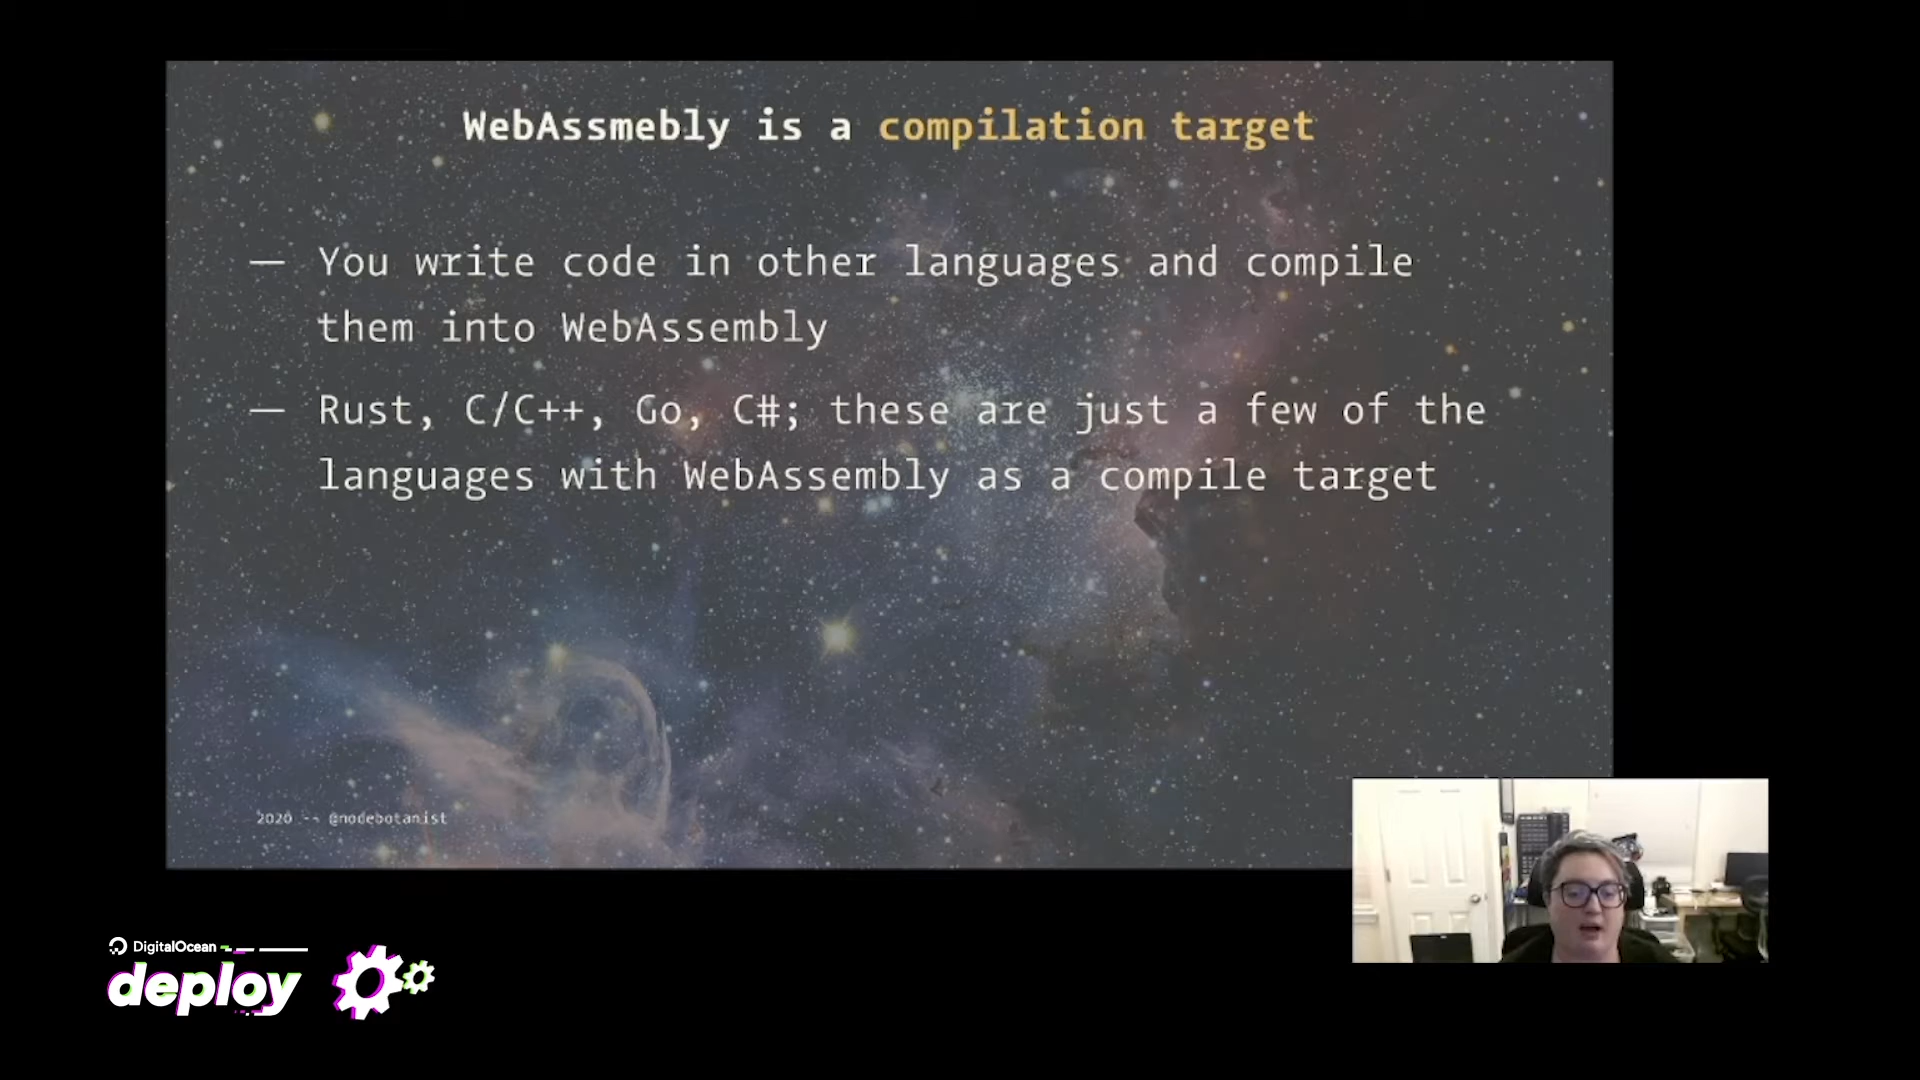 WebAssmebly is a compilation target
— You write code in other languages and compile
them into WebAssembly
— Rust, C/C++, Go, C#; these are just a few of the
languages with WebAssembly as a compile target
2020 -- @nodebotanist
DigitalOcean
deploy